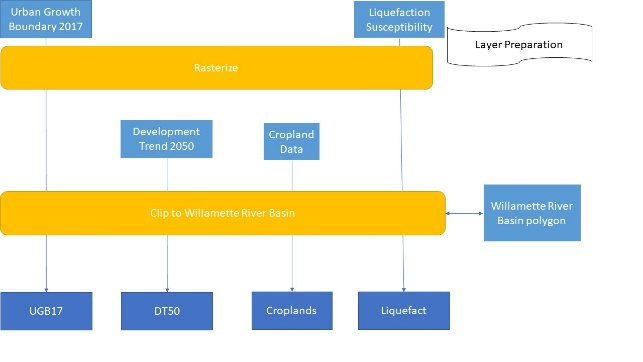 Urban Growth
Boundary 2017
Liquefaction
Susceptibility
Layer Preparation
Rasterize
Development
Trend 2050
Cropland
Data
Clip to Willamette River Basin
Willamette River
Basin polygon
UGB17
DT50
Croplands
Liquefact